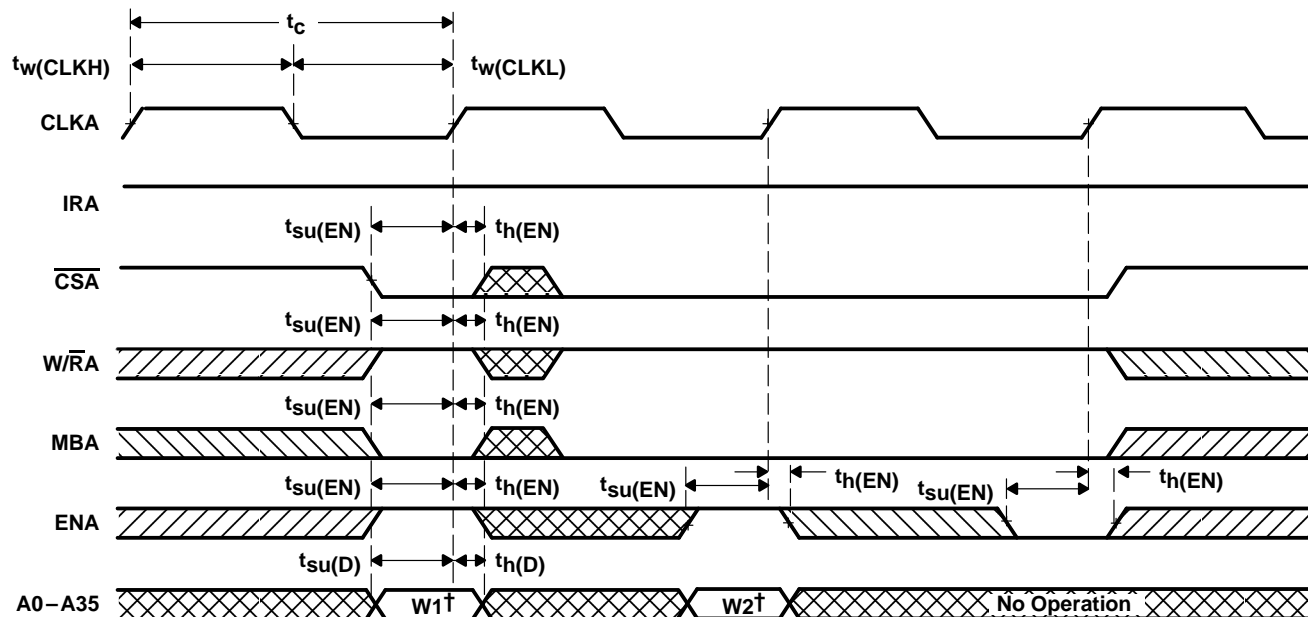 tc
tw(CLKH)
tw(CLKL)
CLKA
IRA
tsu(EN)
th(EN)
C̅S̅A̅
tsu(EN)
th(EN)
W/R̅A
tsu(EN)
th(EN)
MBA
tsu(EN)
th(EN)
tsu(EN)
th(EN)
tsu(EN)
th(EN)
ENA
tsu(D)
th(D)
A0–A35
W1†
W2†
No Operation